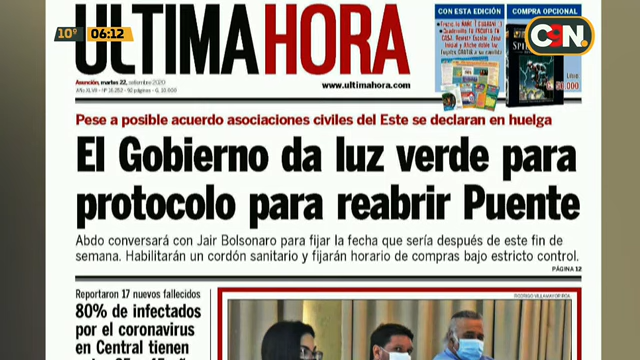 10º 06:12
ULTIMAHORA
Asunción, martes 22, setiembre 2020
www.ultimahora.com
CON ESTA EDICIÓN
COMPRA OPCIONAL
C9N.
Pese a posible acuerdo asociaciones civiles del Este se declaran en huelga
El Gobierno da luz verde para
protocolo para reabrir Puente
Abdo conversará con Jair Bolsonaro para fijar la fecha que sería después de este fin de
semana. Habilitarán un cordón sanitario y fijarán horario de compras bajo estricto control.
PÁGINA 12
Reportaron 17 nuevos fallecidos
80% de infectados
por el coronavirus
en Central tienen